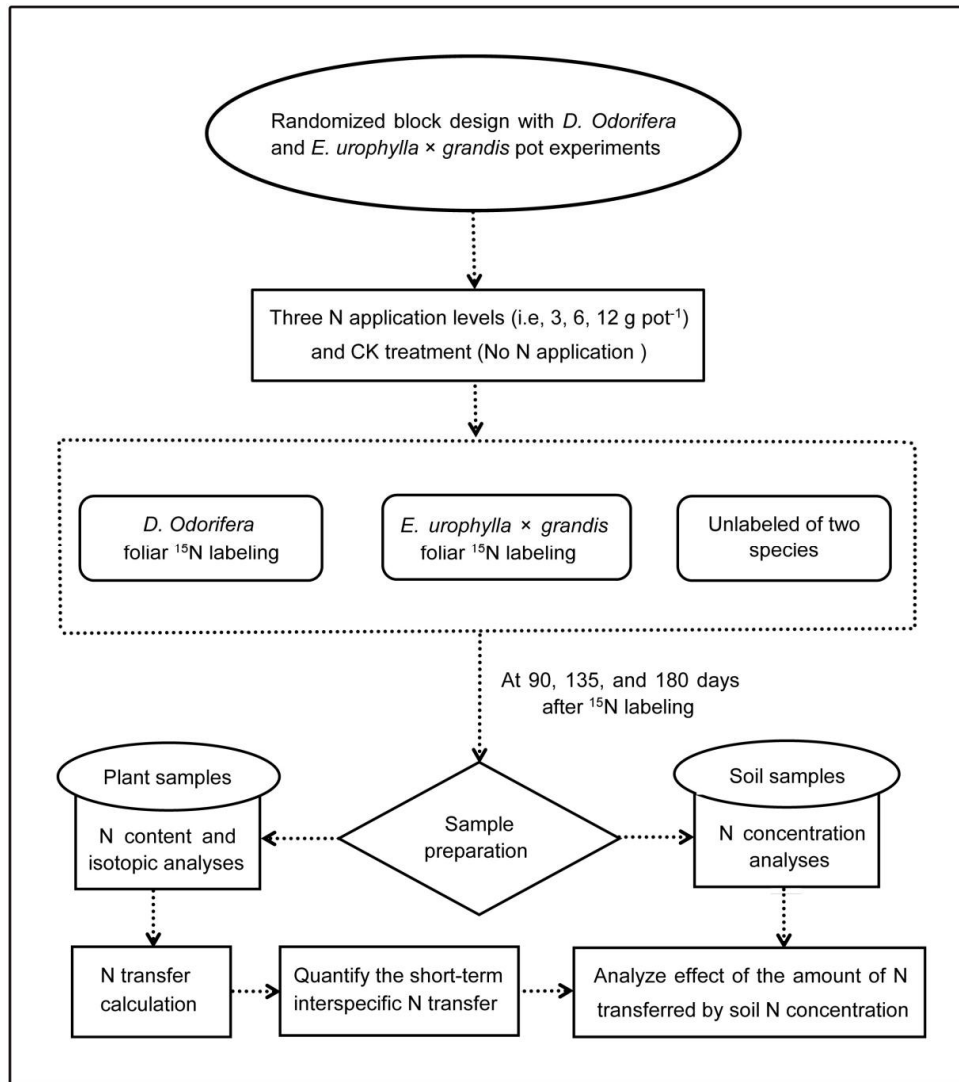 Randomized block design with D. Odorifera
and E. urophylla × grandis pot experiments
Three N application levels (i.e, 3, 6, 12 g pot⁻¹)
and CK treatment (No N application )
D. Odorifera
foliar ¹⁵N labeling
E. urophylla × grandis
foliar ¹⁵N labeling
Unlabeled of two
species
At 90, 135, and 180 days
after ¹⁵N labeling
Plant samples
N content and
isotopic analyses
Sample
preparation
Soil samples
N concentration
analyses
N transfer
calculation
Quantify the short-term
interspecific N transfer
Analyze effect of the amount of N
transferred by soil N concentration